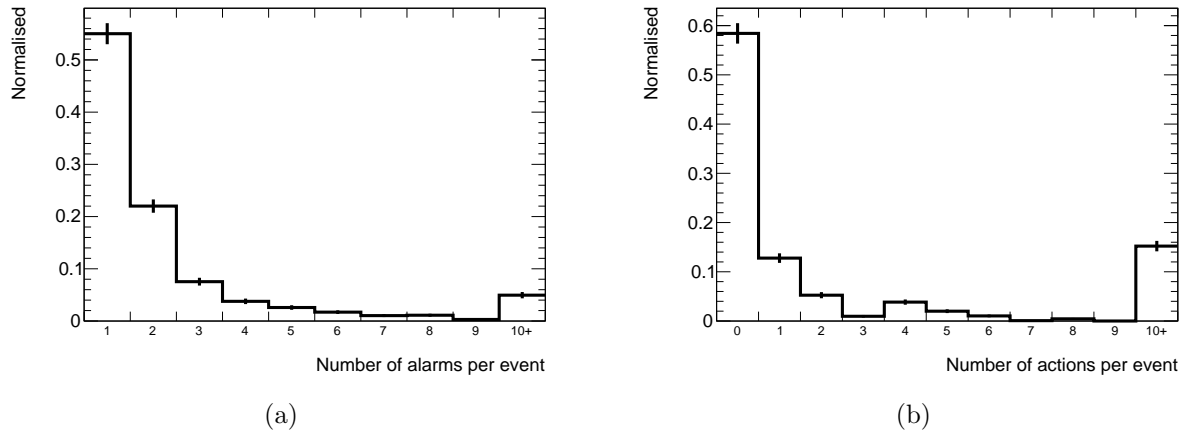 Normalised
0.5
0.4
0.3
0.2
0.1
0
1 2 3 4 5 6 7 8 9 10+
Number of alarms per event
(a)
Normalised
0.6
0.5
0.4
0.3
0.2
0.1
0
0 1 2 3 4 5 6 7 8 9 10+
Number of actions per event
(b)